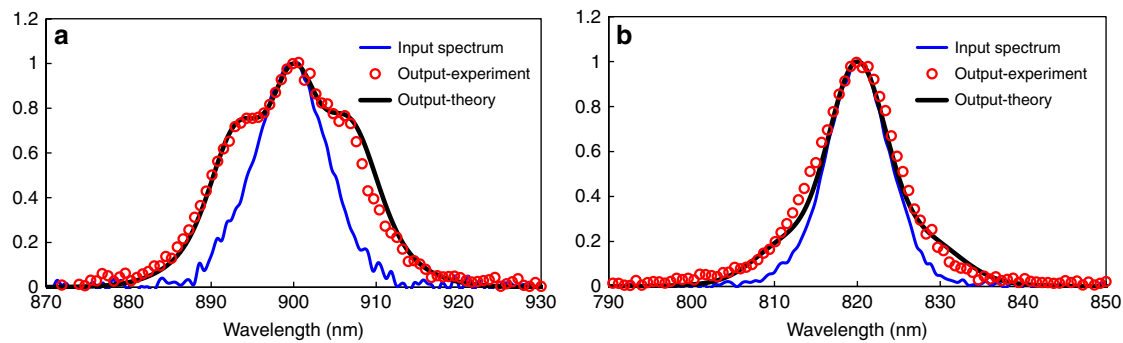 a
1.2
1
0.8
0.6
0.4
0.2
0
870 880 890 900 910 920 930
Wavelength (nm)
Input spectrum
Output-experiment
Output-theory
b
1.2
1
0.8
0.6
0.4
0.2
0
790 800 810 820 830 840 850
Wavelength (nm)
Input spectrum
Output-experiment
Output-theory